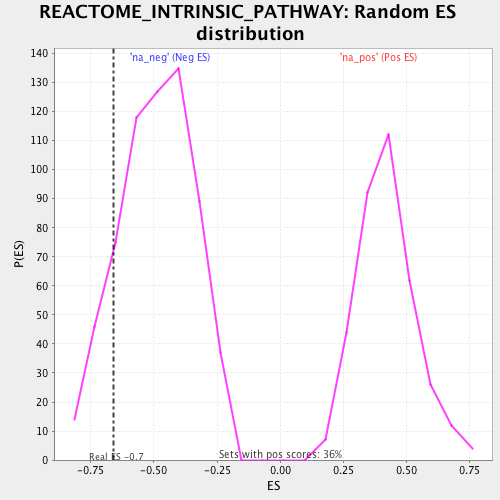 REACTOME_INTRINSIC_PATHWAY: Random ES
distribution
'na_neg' (Neg ES) 'na_pos' (Pos ES)
140
130
120
110
100
90
80
70
60
50
40
30
20
10
0
P(ES)
Real ES -0.7 Sets with pos scores: 36%
-0.75 -0.50 -0.25 0.00 0.25 0.50 0.75
ES